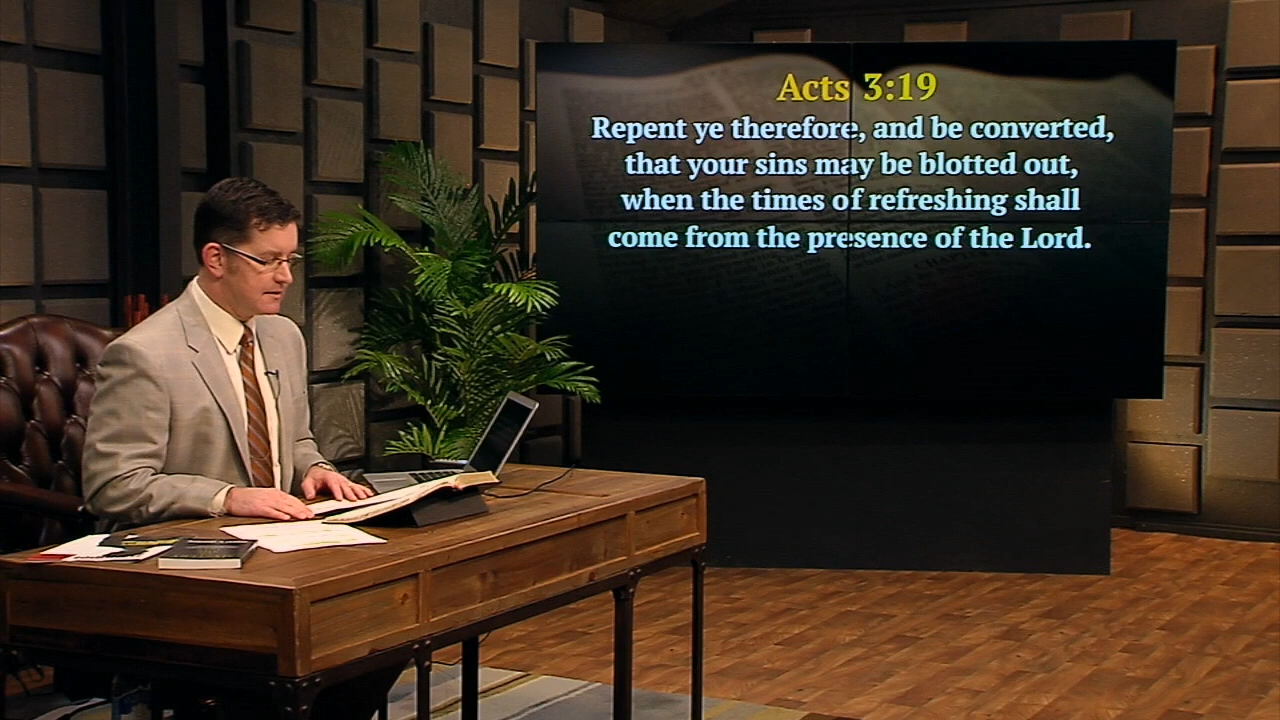 Acts 3:19
Repent ye therefore, and be converted,
that your sins may be blotted out,
when the times of refreshing shall
come from the presence of the Lord.